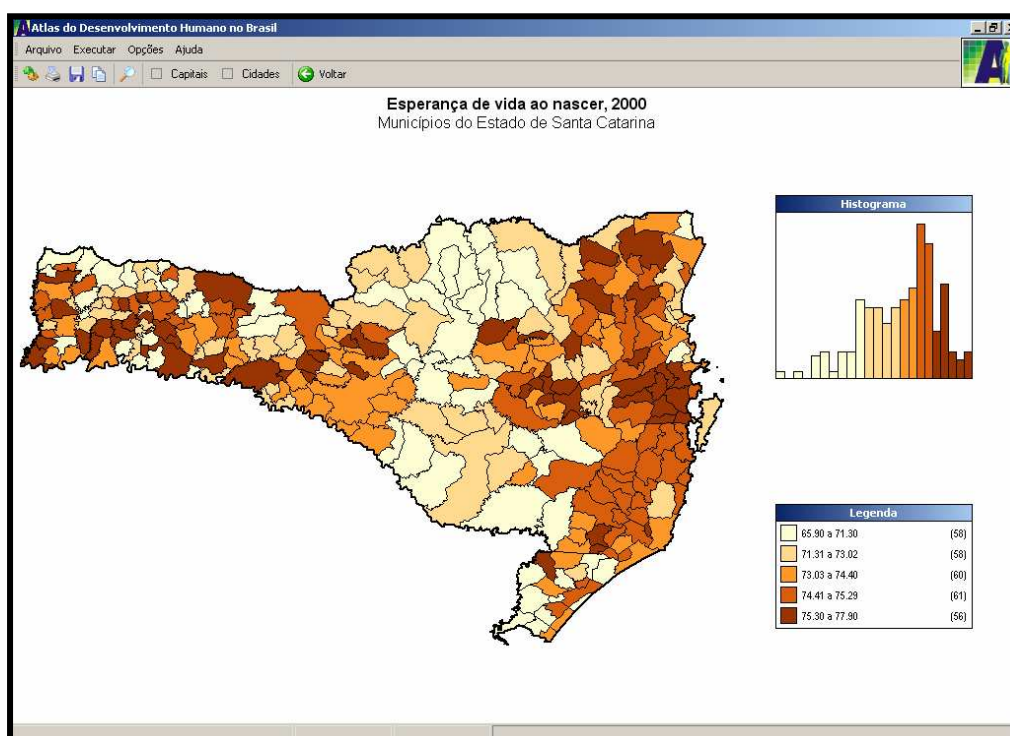 Atlas do Desenvolvimento Humano no Brasil
Arquivo Executar Opções Ajuda
Capitais Cidades Voltar
A
Esperança de vida ao nascer, 2000
Municípios do Estado de Santa Catarina
Histograma
Legenda
65.90 a 71.30 (58)
71.31 a 73.02 (58)
73.03 a 74.40 (60)
74.41 a 75.29 (61)
75.30 a 77.90 (56)